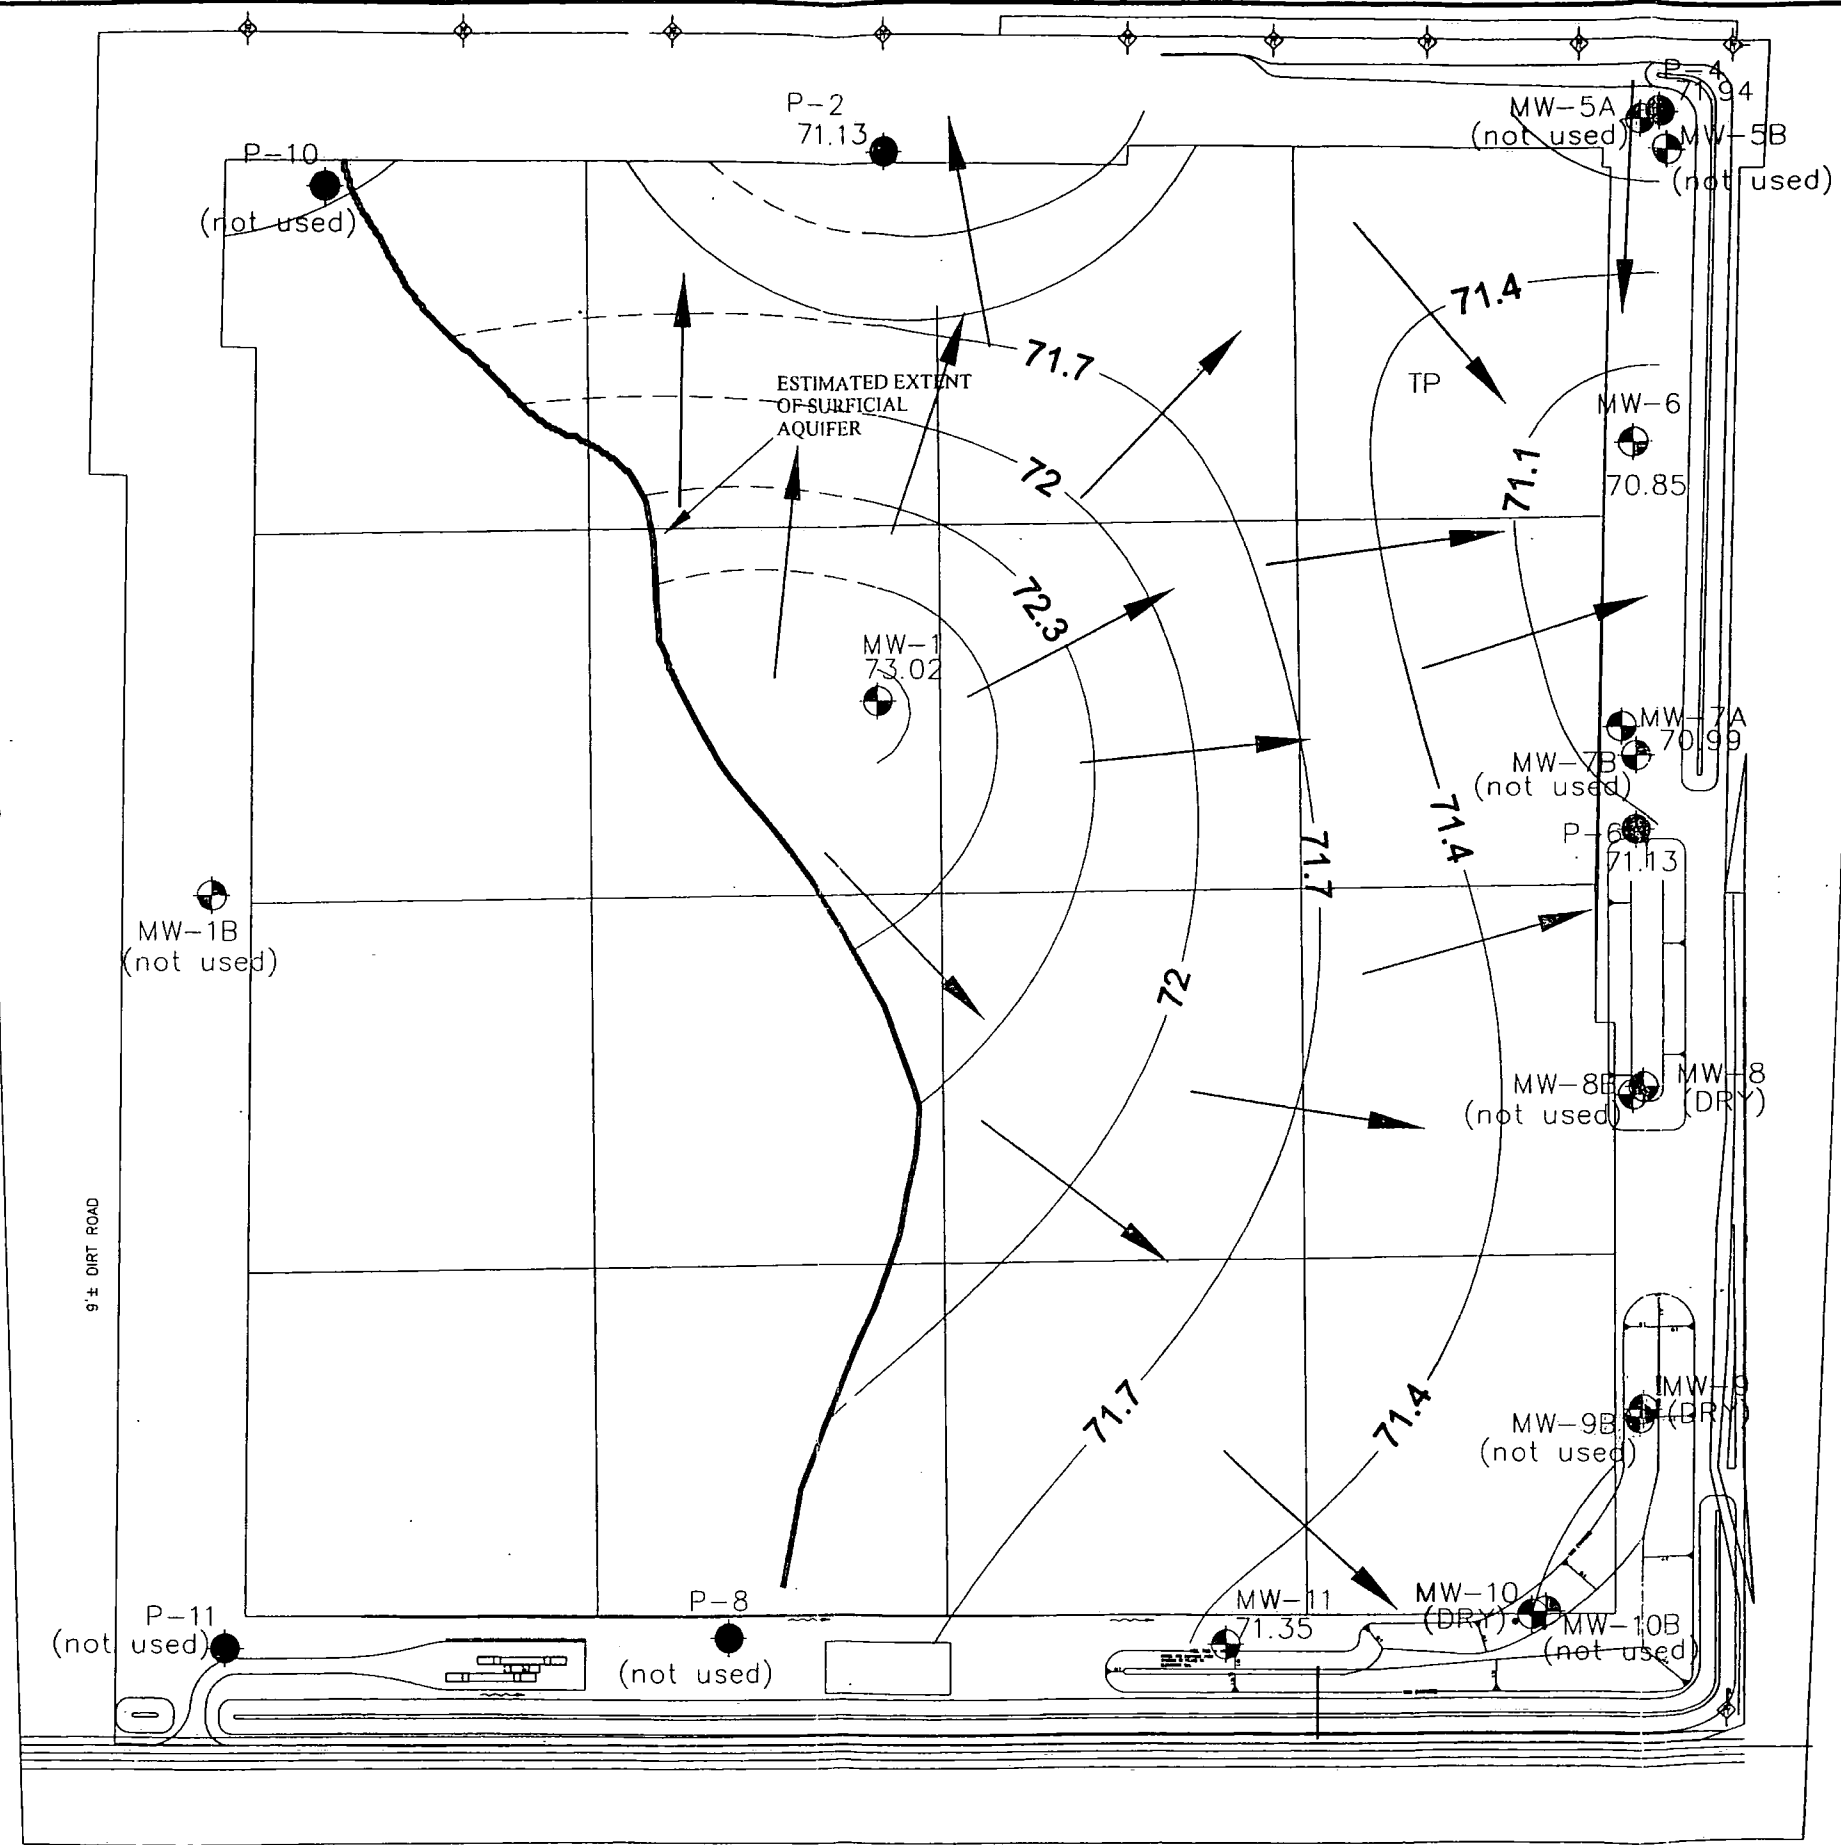 P-4
71.94
P-2
71.13
MW-5A
(not used)
MW-5B
(not used)
P-10
(not used)
71.4
71.7
TP
ESTIMATED EXTENT
OF SURFICIAL
AQUIFER
MW-6
70.85
72
71.1
72.3
MW-1
73.02
MW-7A
70.99
MW-7B
(not used)
71.4
71.7
P-6
71.13
MW-1B
(not used)
72
MW-8B
(not used)
MW-8
(DRY)
9'± DIRT ROAD
71.7
71.4
MW-9
(DRY)
MW-9B
(not used)
P-11
(not used)
P-8
(not used)
MW-11
71.35
MW-10
(DRY)
MW-10B
(not used)